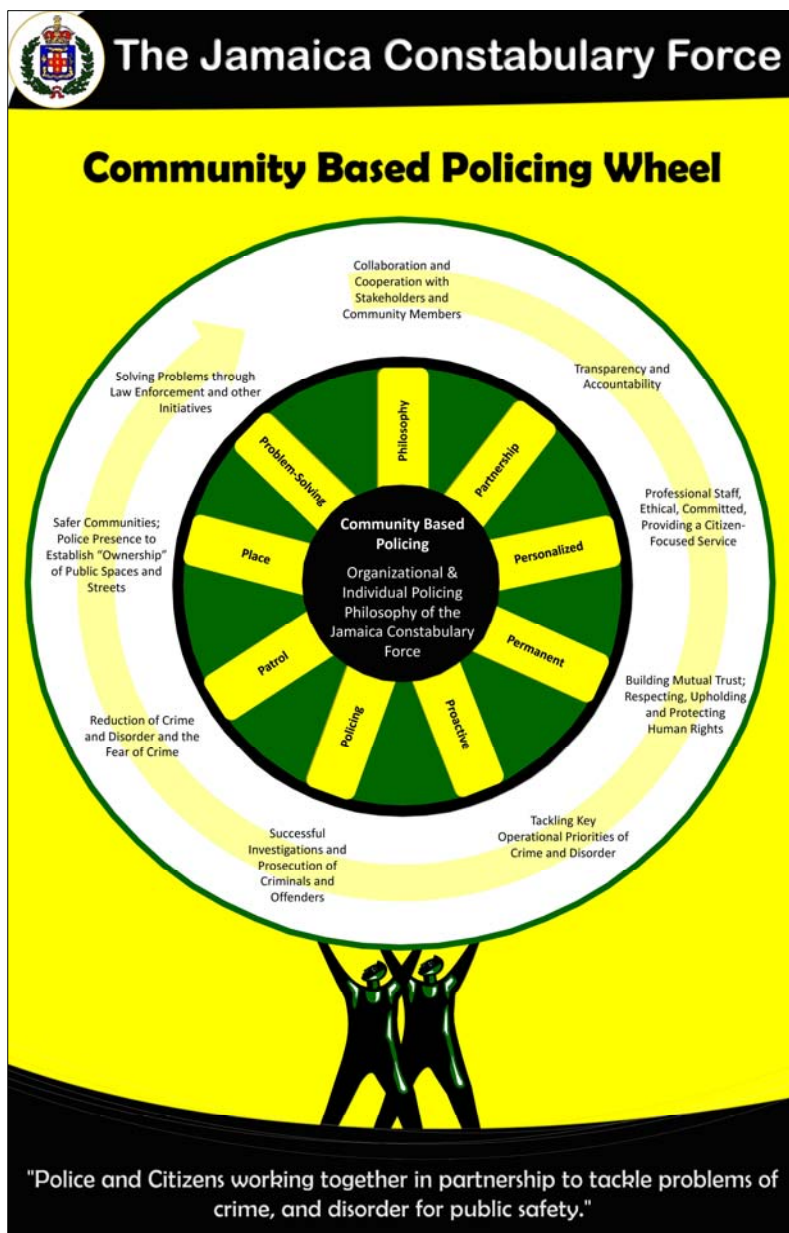 The Jamaica Constabulary Force
Community Based Policing Wheel
Collaboration and
Cooperation with
Stakeholders and
Community Members
Transparency and
Accountability
Professional Staff,
Ethical, Committed,
Providing a Citizen-
Focused Service
Building Mutual Trust;
Respecting, Upholding
and Protecting
Human Rights
Tackling Key
Operational Priorities of
Crime and Disorder
Successful
Investigations and
Prosecution of
Criminals and
Offenders
Reduction of Crime
and Disorder and the
Fear of Crime
Safer Communities;
Police Presence to
Establish “Ownership”
of Public Spaces and
Streets
Solving Problems through
Law Enforcement and other
Initiatives
Philosophy
Partnership
Personalized
Permanent
Proactive
Policing
Patrol
Place
Problem-Solving
Community Based
Policing
Organizational &
Individual Policing
Philosophy of the
Jamaica Constabulary
Force
"Police and Citizens working together in partnership to tackle problems of
crime, and disorder for public safety."